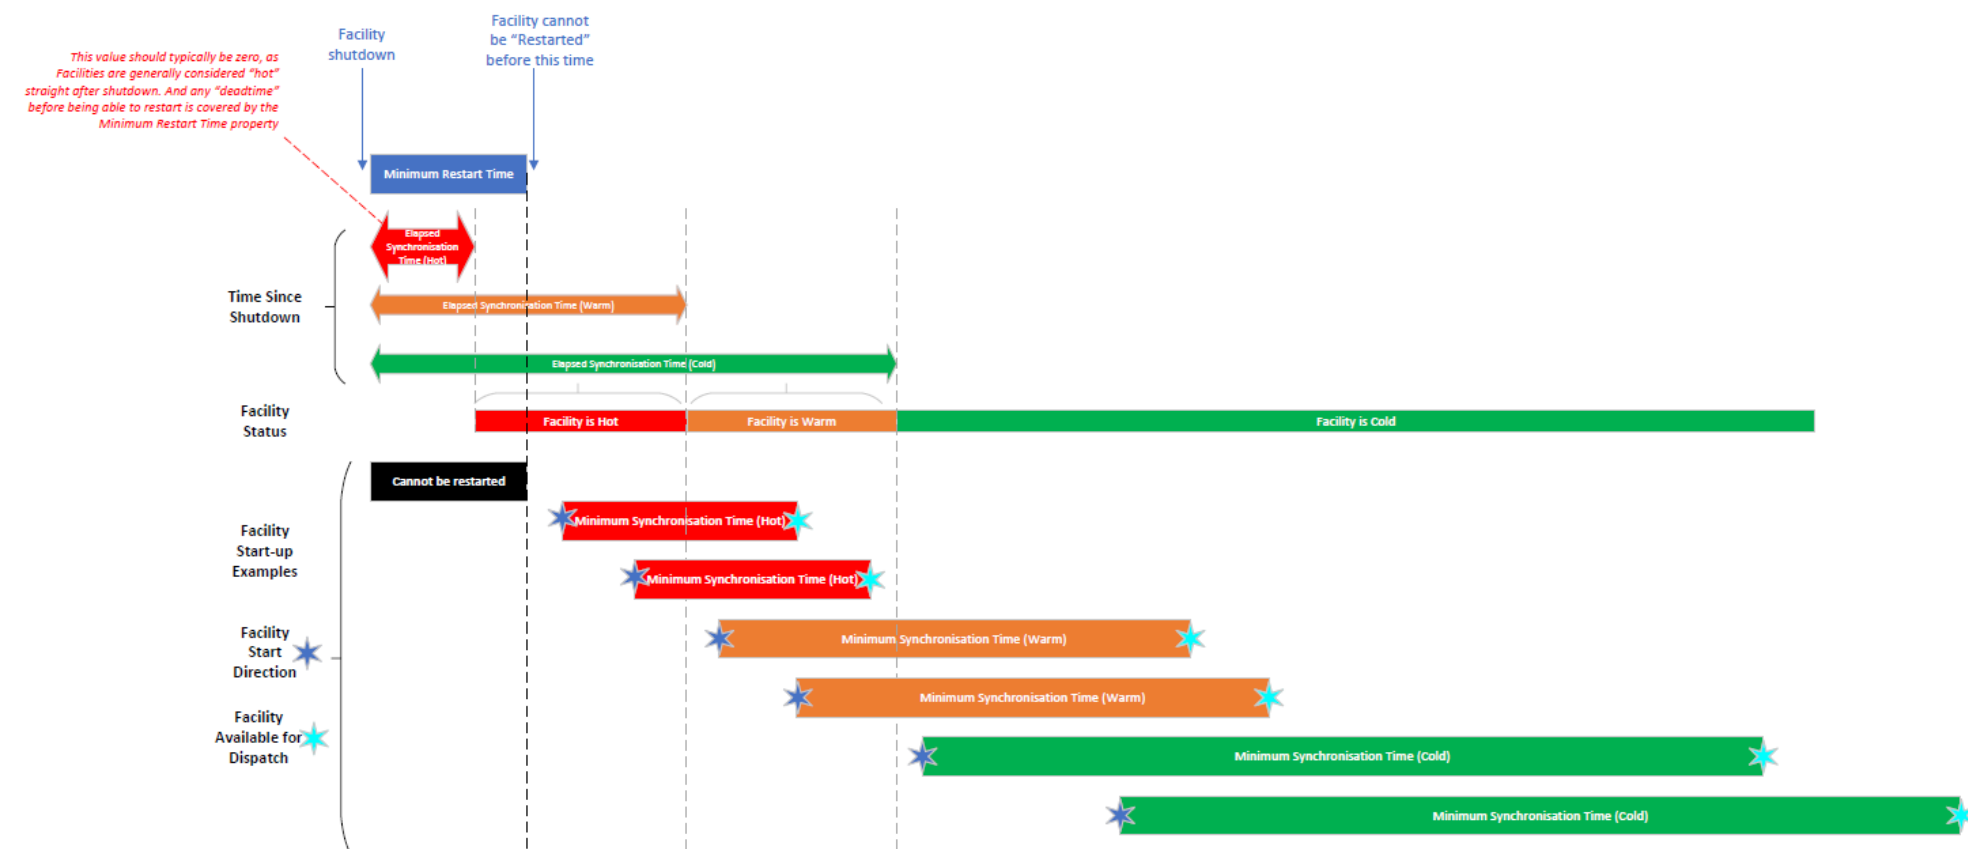 Facility
shutdown
Facility cannot
be “Restarted”
before this time
This value should typically be zero, as
Facilities are generally considered “hot”
straight after shutdown. And any “deadtime”
before being able to restart is covered by the
Minimum Restart Time property
Minimum Restart Time
Elapsed
Synchronisation
Time (Hot)
Time Since
Shutdown
Elapsed Synchronisation Time (Warm)
Elapsed Synchronisation Time (Cold)
Facility
Status
Facility is Hot
Facility is Warm
Facility is Cold
Cannot be restarted
Facility
Start-up
Examples
Minimum Synchronisation Time (Hot)
Minimum Synchronisation Time (Hot)
Facility
Start
Direction
Minimum Synchronisation Time (Warm)
Minimum Synchronisation Time (Warm)
Facility
Available for
Dispatch
Minimum Synchronisation Time (Cold)
Minimum Synchronisation Time (Cold)